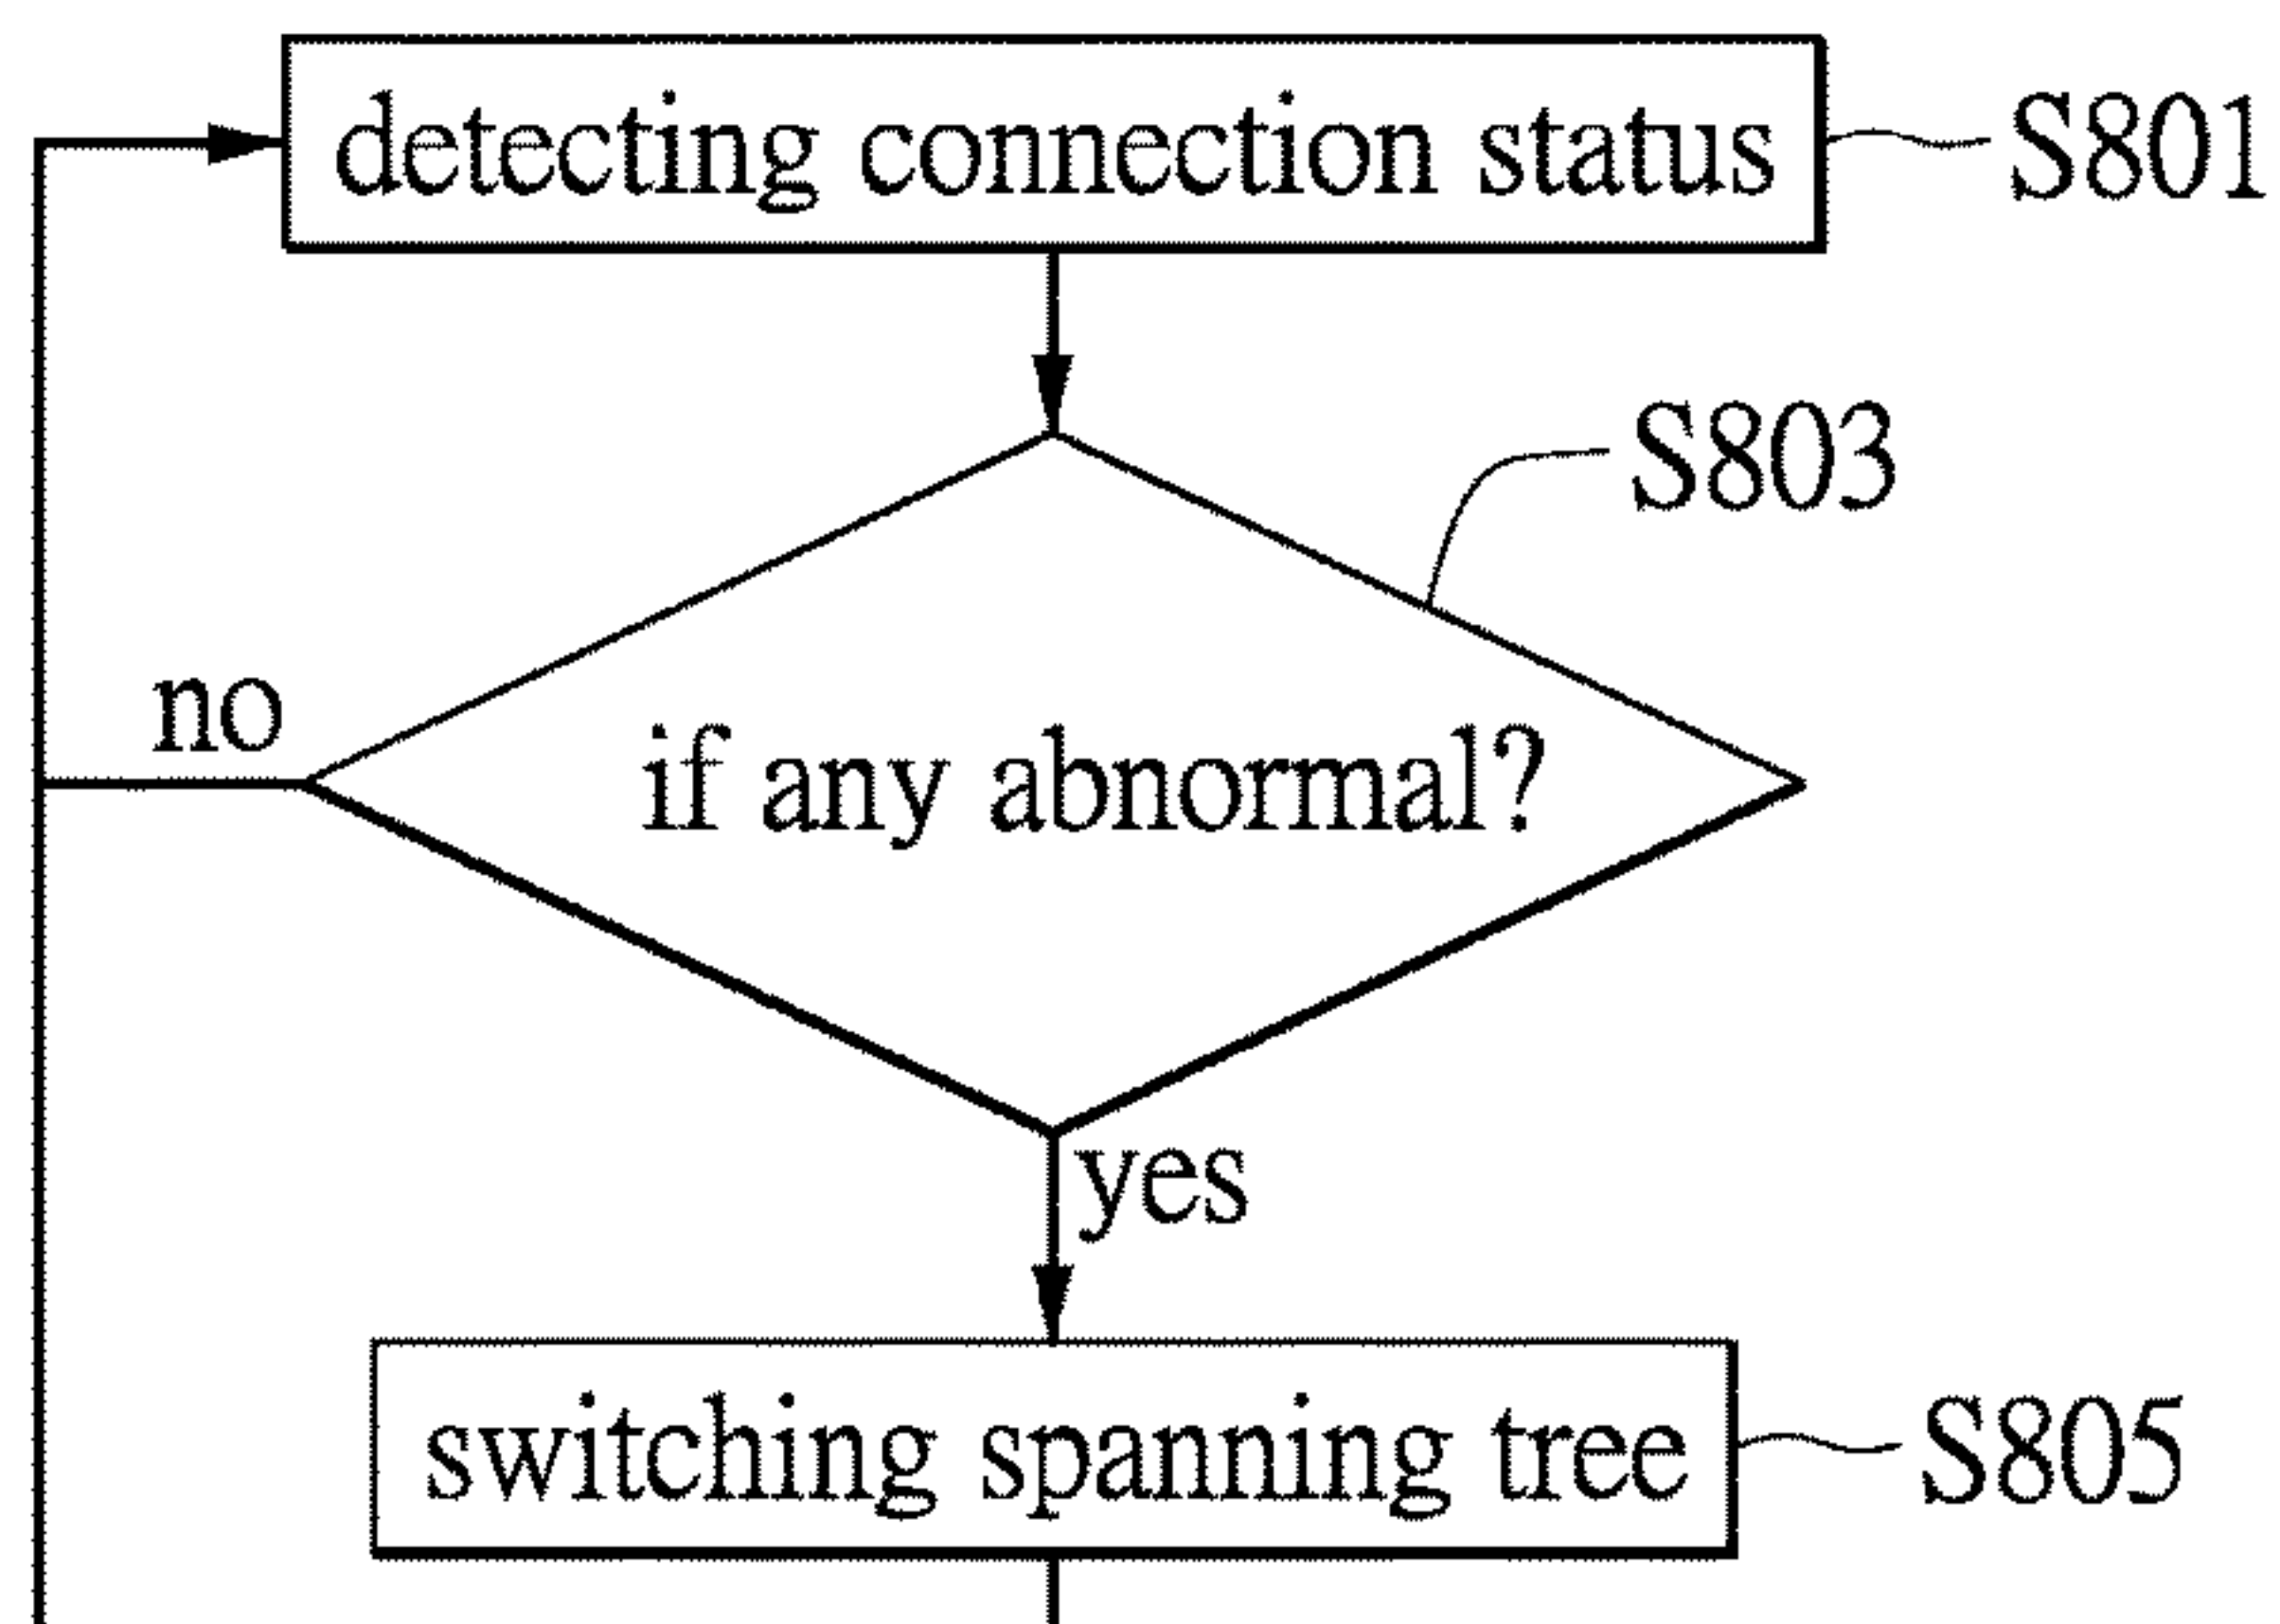 detecting connection status
S801
S803
no
if any abnormal?
yes
switching spanning tree
S805